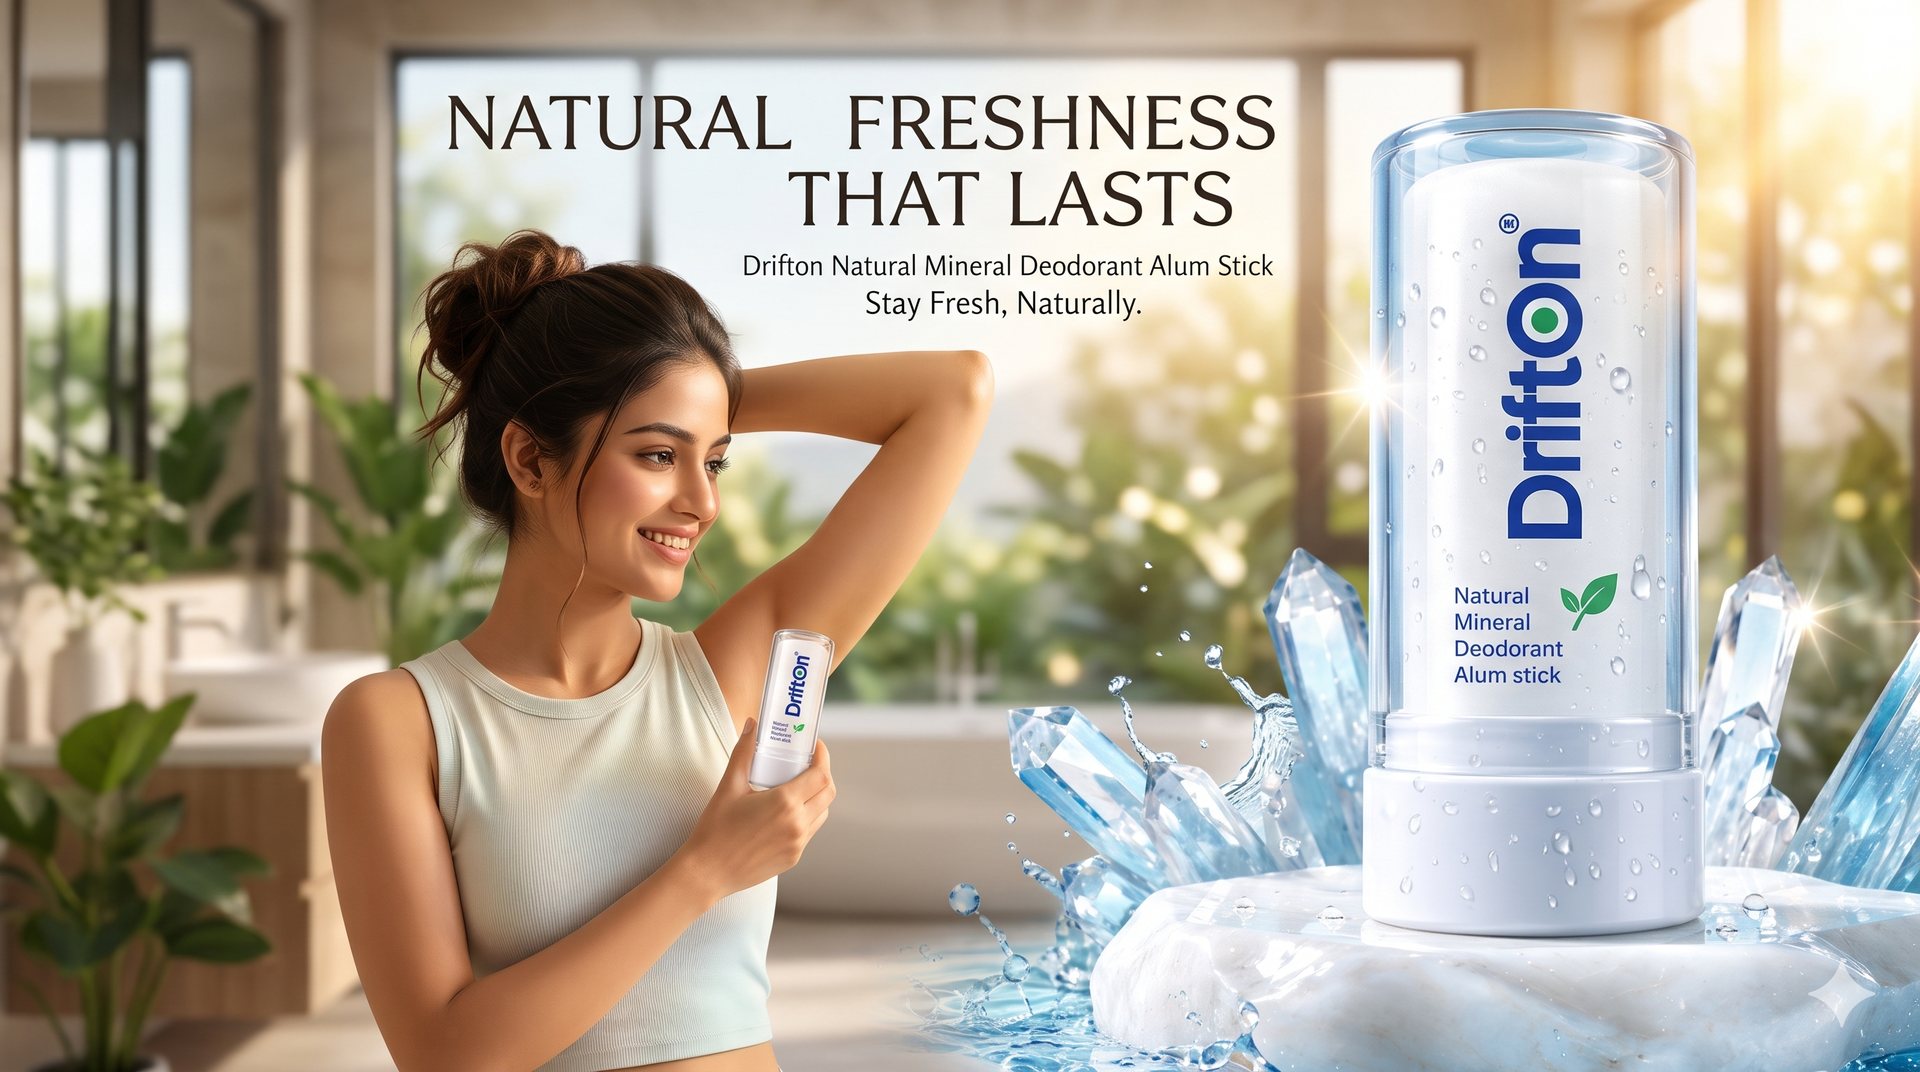 NATURAL FRESHNESS
THAT LASTS
Drifton Natural Mineral Deodorant Alum Stick
Stay Fresh, Naturally.
Drifton
Natural
Mineral
Deodorant
Alum stick
Drifton